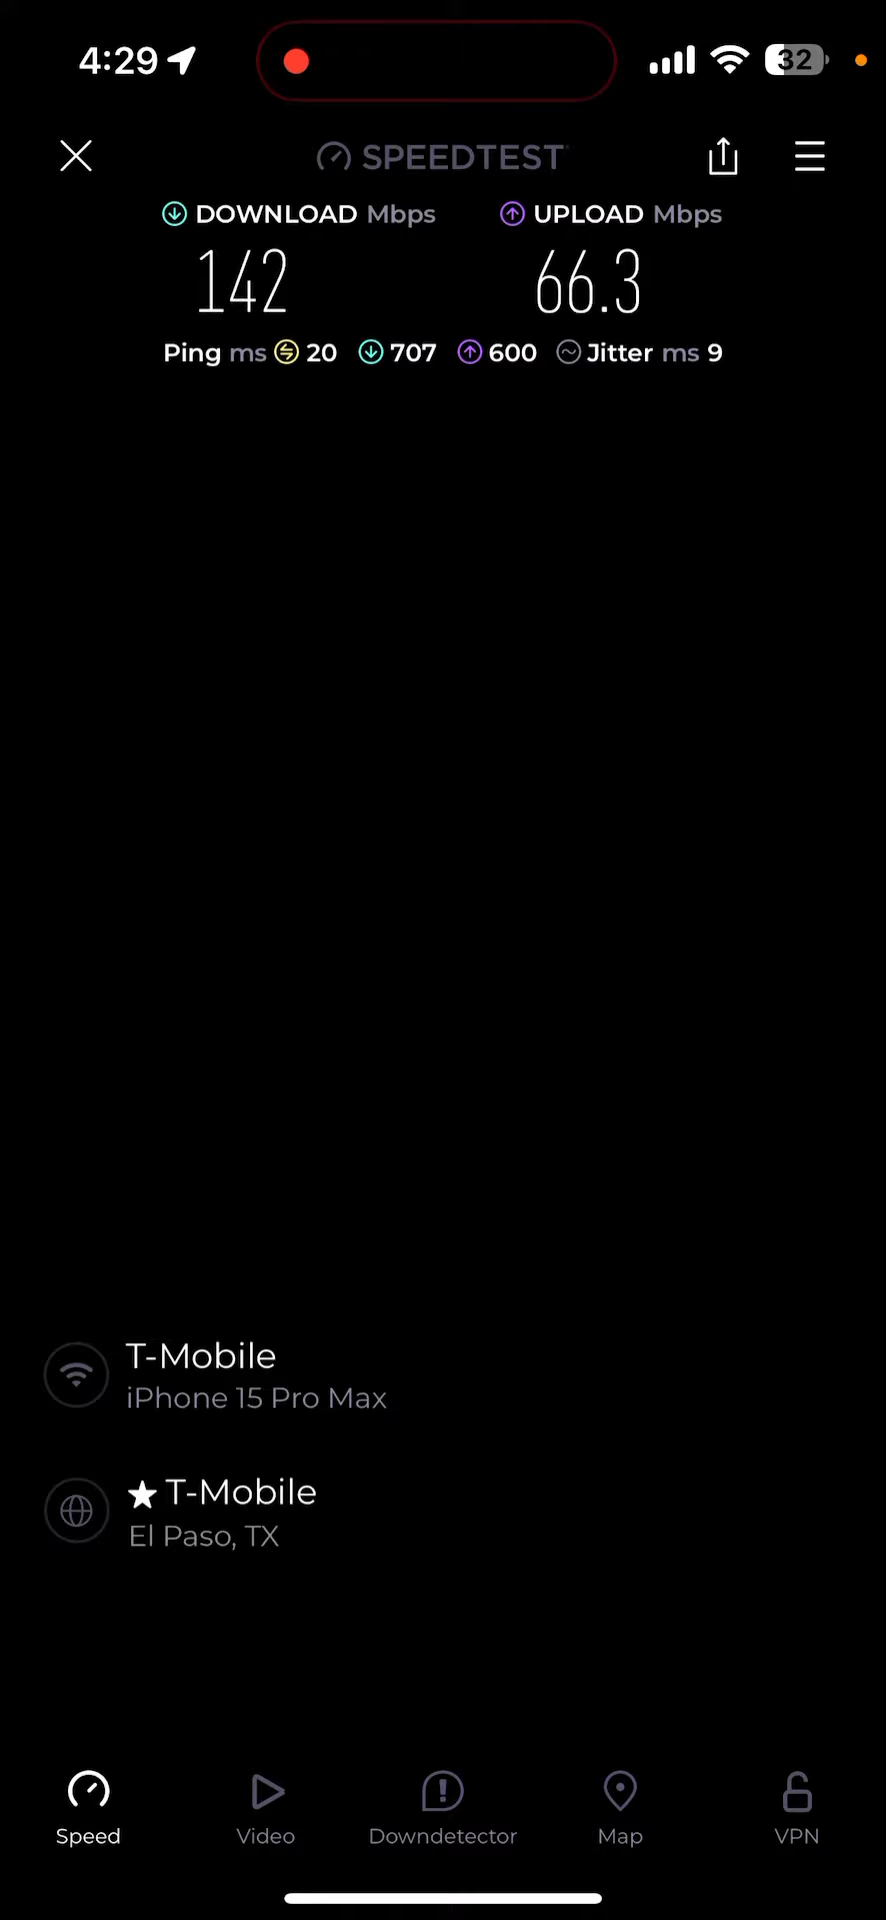 4:29 32
SPEEDTEST
DOWNLOAD Mbps UPLOAD Mbps
142 66.3
Ping ms 20 707 600 Jitter ms 9
T-Mobile
iPhone 15 Pro Max
T-Mobile
El Paso, TX
Speed Video Downdetector Map VPN